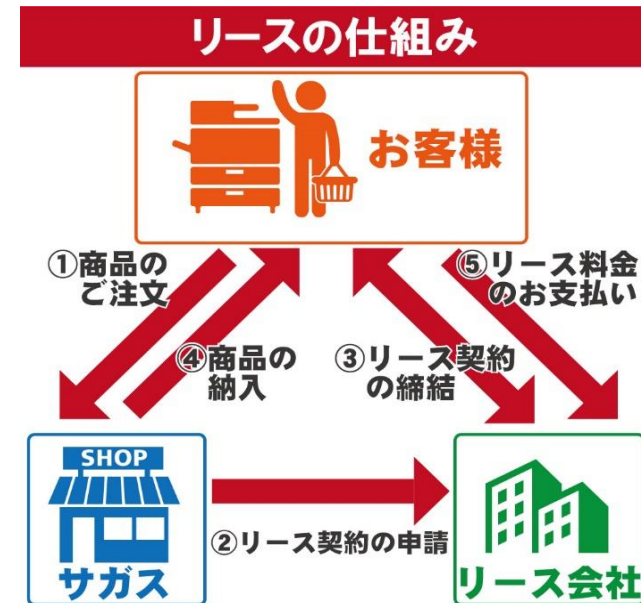 リースの仕組み
お客様
①商品の
ご注文
⑤リース料金
のお支払い
④商品の
納入
③リース契約
の締結
SHOP
サガス
②リース契約の申請
リース会社